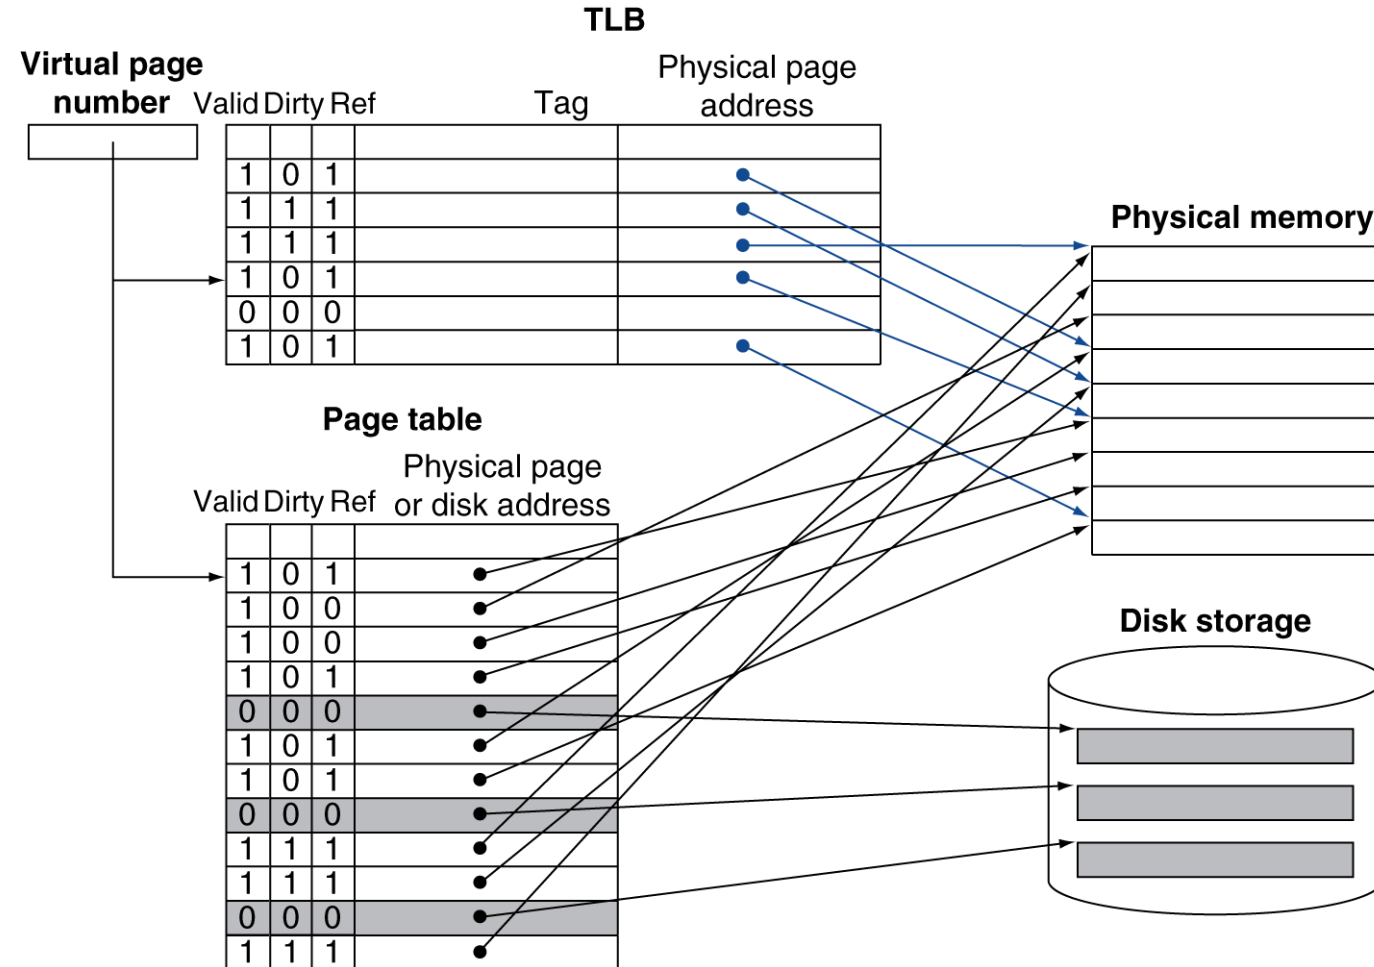 TLB
Virtual page
number
Valid Dirty Ref
Tag
Physical page
address
1 0 1
1 1 1
1 1 1
1 0 1
0 0 0
1 0 1
Physical memory
Page table
Valid Dirty Ref
Physical page
or disk address
1 0 1
1 0 0
1 0 0
1 0 1
0 0 0
1 0 1
1 0 1
0 0 0
1 1 1
1 1 1
0 0 0
1 1 1
Disk storage